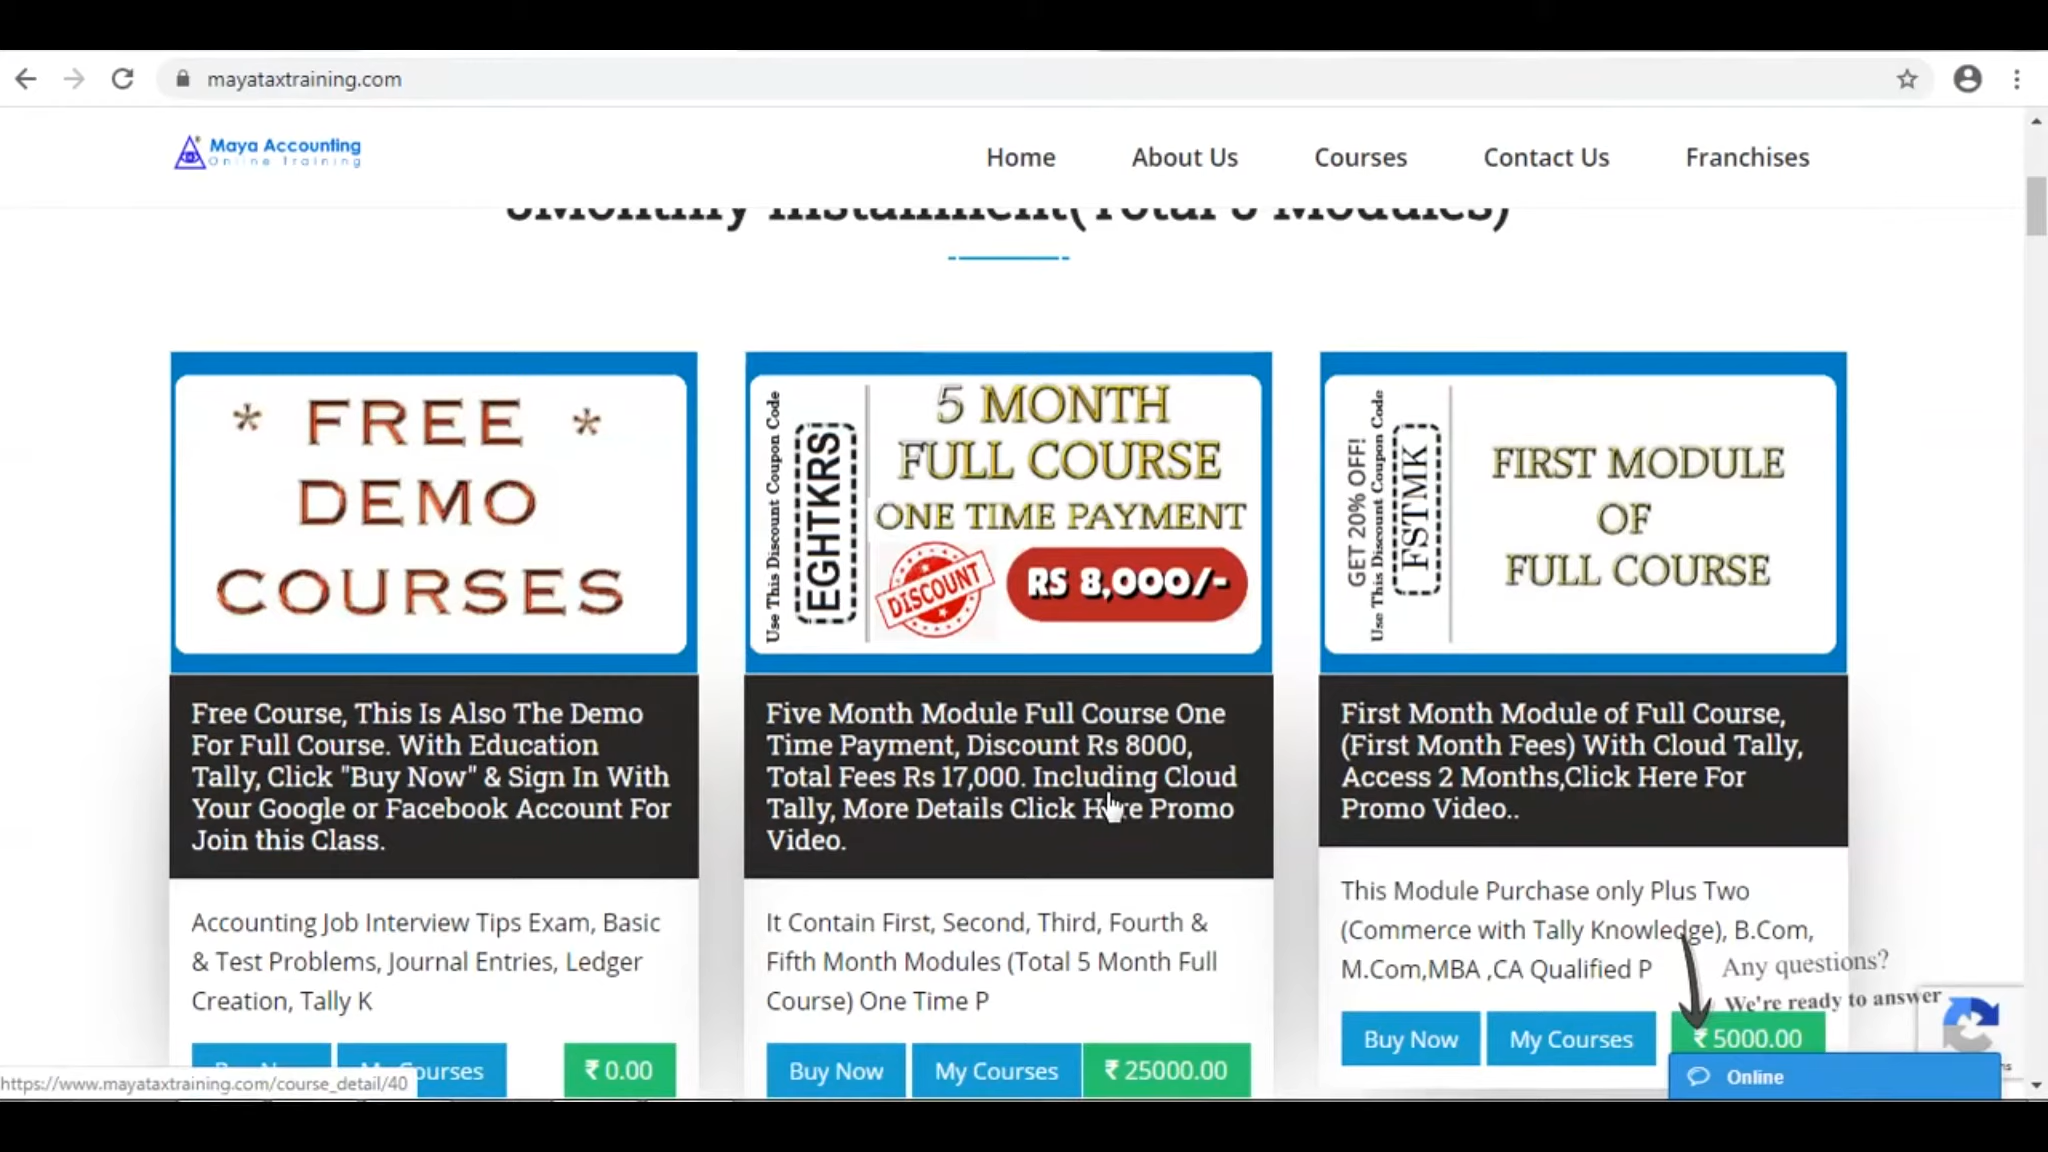 mayataxtraining.com
Maya Accounting
Online Training
Home
About Us
Courses
Contact Us
Franchises
Installment(Total 5 Modules)
* FREE *
DEMO
COURSES
Free Course, This Is Also The Demo
For Full Course. With Education
Tally, Click "Buy Now" & Sign In With
Your Google or Facebook Account For
Join this Class.
Accounting Job Interview Tips Exam, Basic
& Test Problems, Journal Entries, Ledger
Creation, Tally K
₹ 0.00
Use This Discount Coupon Code
EGHTKRS
5 MONTH
FULL COURSE
ONE TIME PAYMENT
DISCOUNT
RS 8,000/-
Five Month Module Full Course One
Time Payment, Discount Rs 8000,
Total Fees Rs 17,000. Including Cloud
Tally, More Details Click Here Promo
Video.
It Contain First, Second, Third, Fourth &
Fifth Month Modules (Total 5 Month Full
Course) One Time P
Buy Now
My Courses
₹ 25000.00
GET 20% OFF!
Use This Discount Coupon Code
FSTMK
FIRST MODULE
OF
FULL COURSE
First Month Module of Full Course,
(First Month Fees) With Cloud Tally,
Access 2 Months,Click Here For
Promo Video..
This Module Purchase only Plus Two
(Commerce with Tally Knowledge), B.Com,
M.Com,MBA ,CA Qualified P
Buy Now
My Courses
₹ 5000.00
Any questions?
We're ready to answer
Online
https://www.mayataxtraining.com/course_detail/40